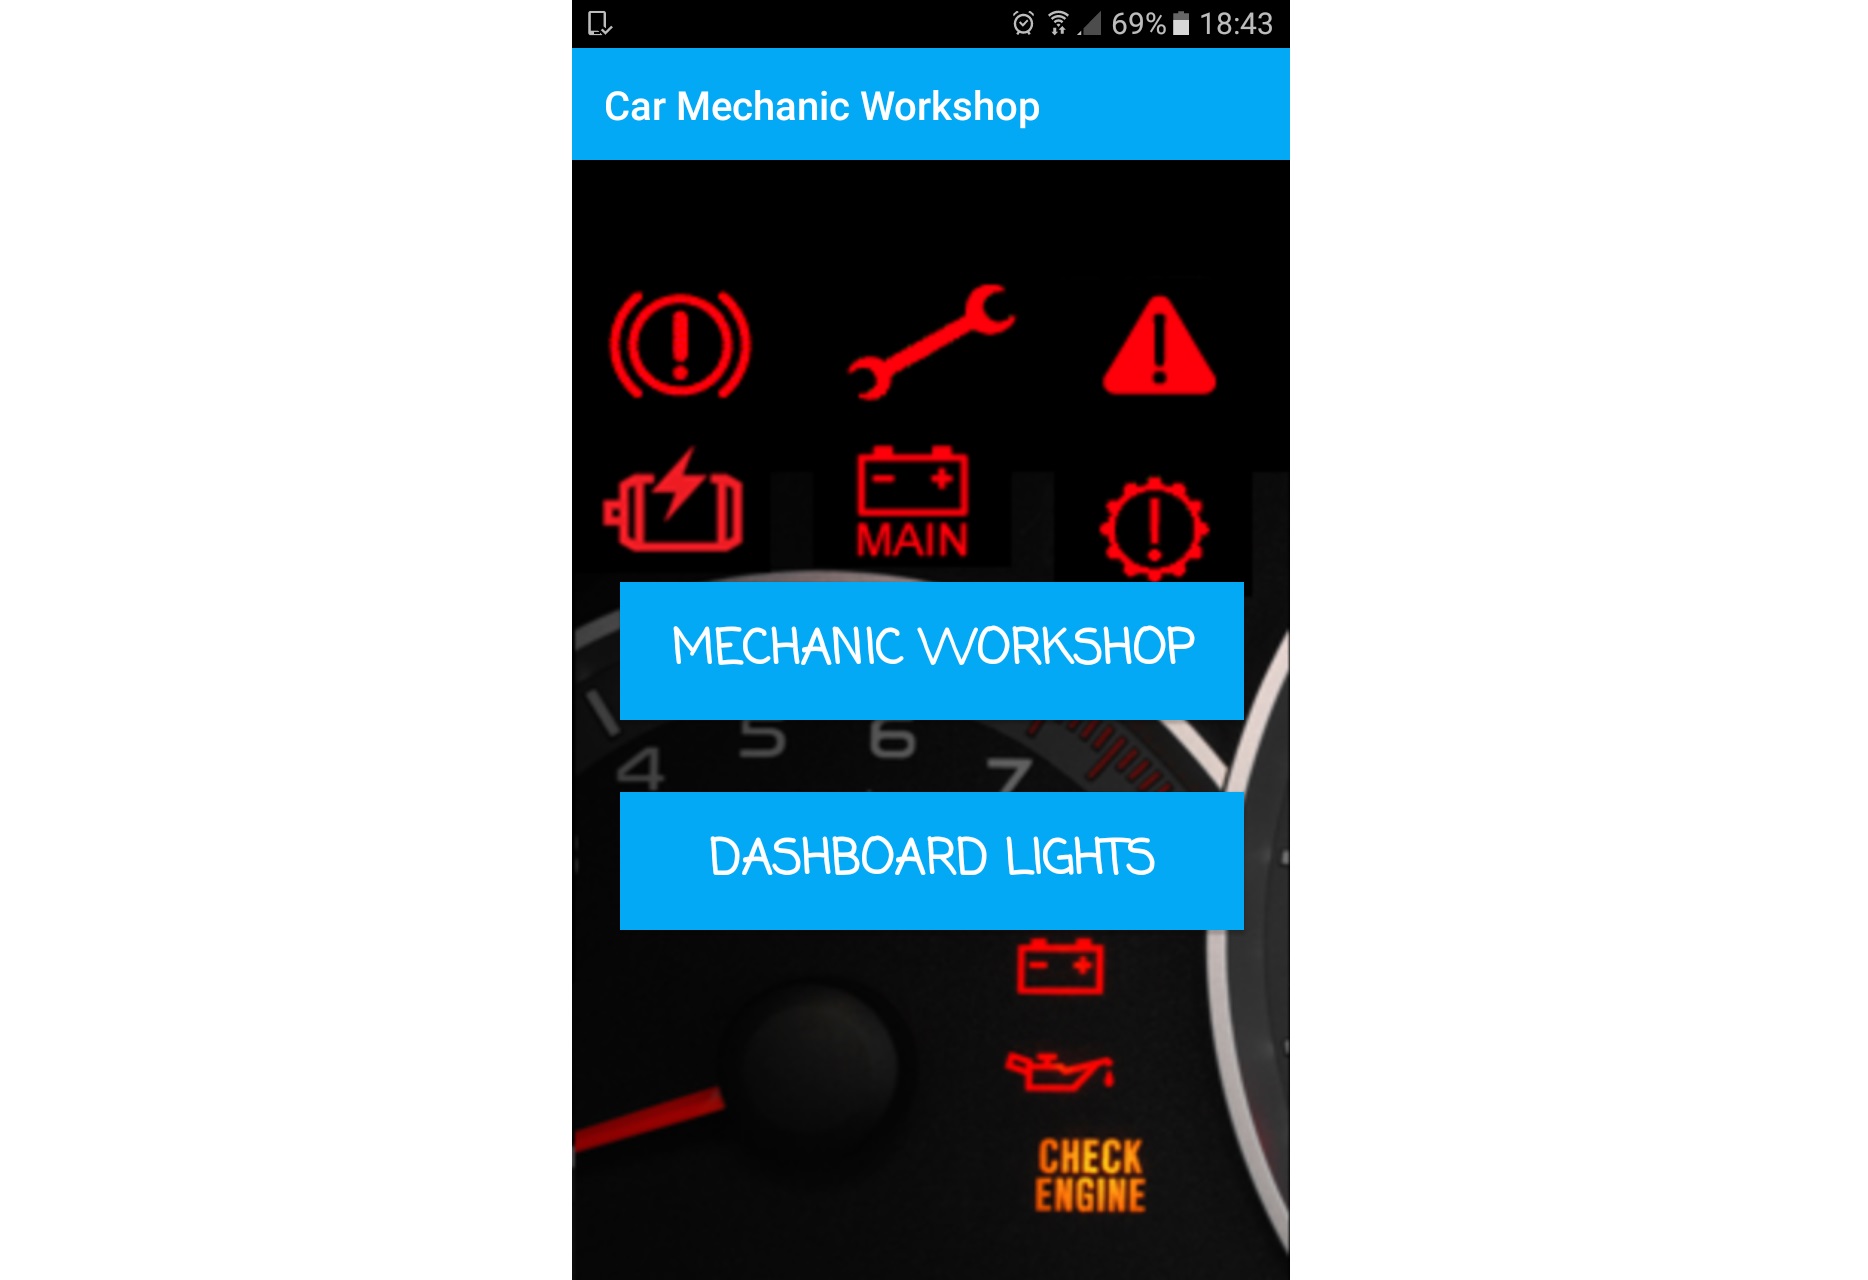 69% 18:43
Car Mechanic Workshop
MAIN
MECHANIC WORKSHOP
4 5 6 7
DASHBOARD LIGHTS
CHECK
ENGINE